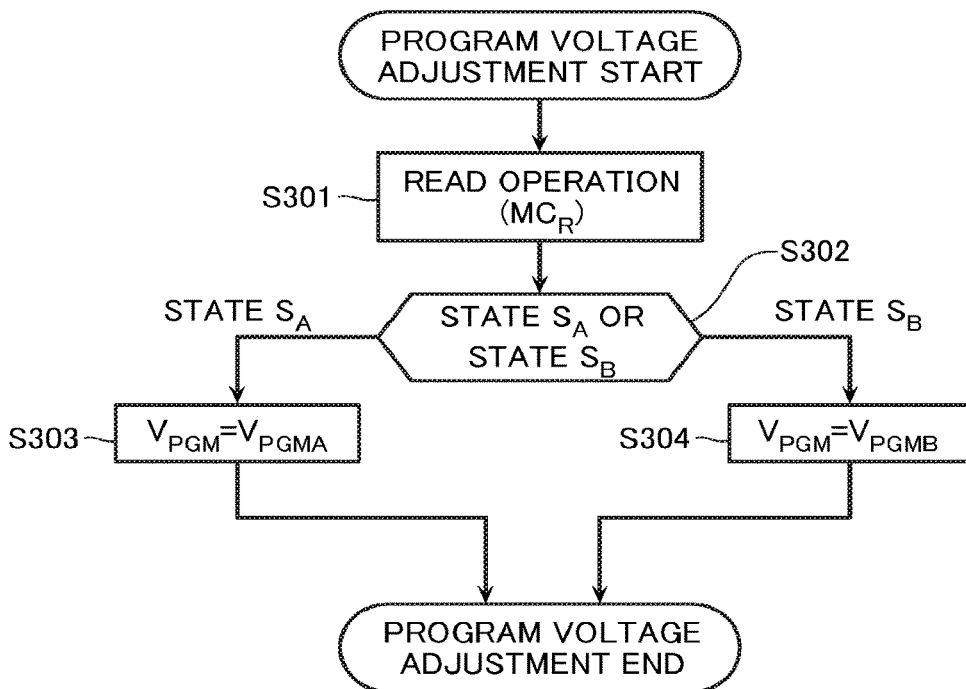 PROGRAM VOLTAGE
ADJUSTMENT START
S301
READ OPERATION
(MC_R)
S302
STATE S_A
STATE S_A OR
STATE S_B
STATE S_B
S303
V_PGM=V_PGMA
S304
V_PGM=V_PGMB
PROGRAM VOLTAGE
ADJUSTMENT END